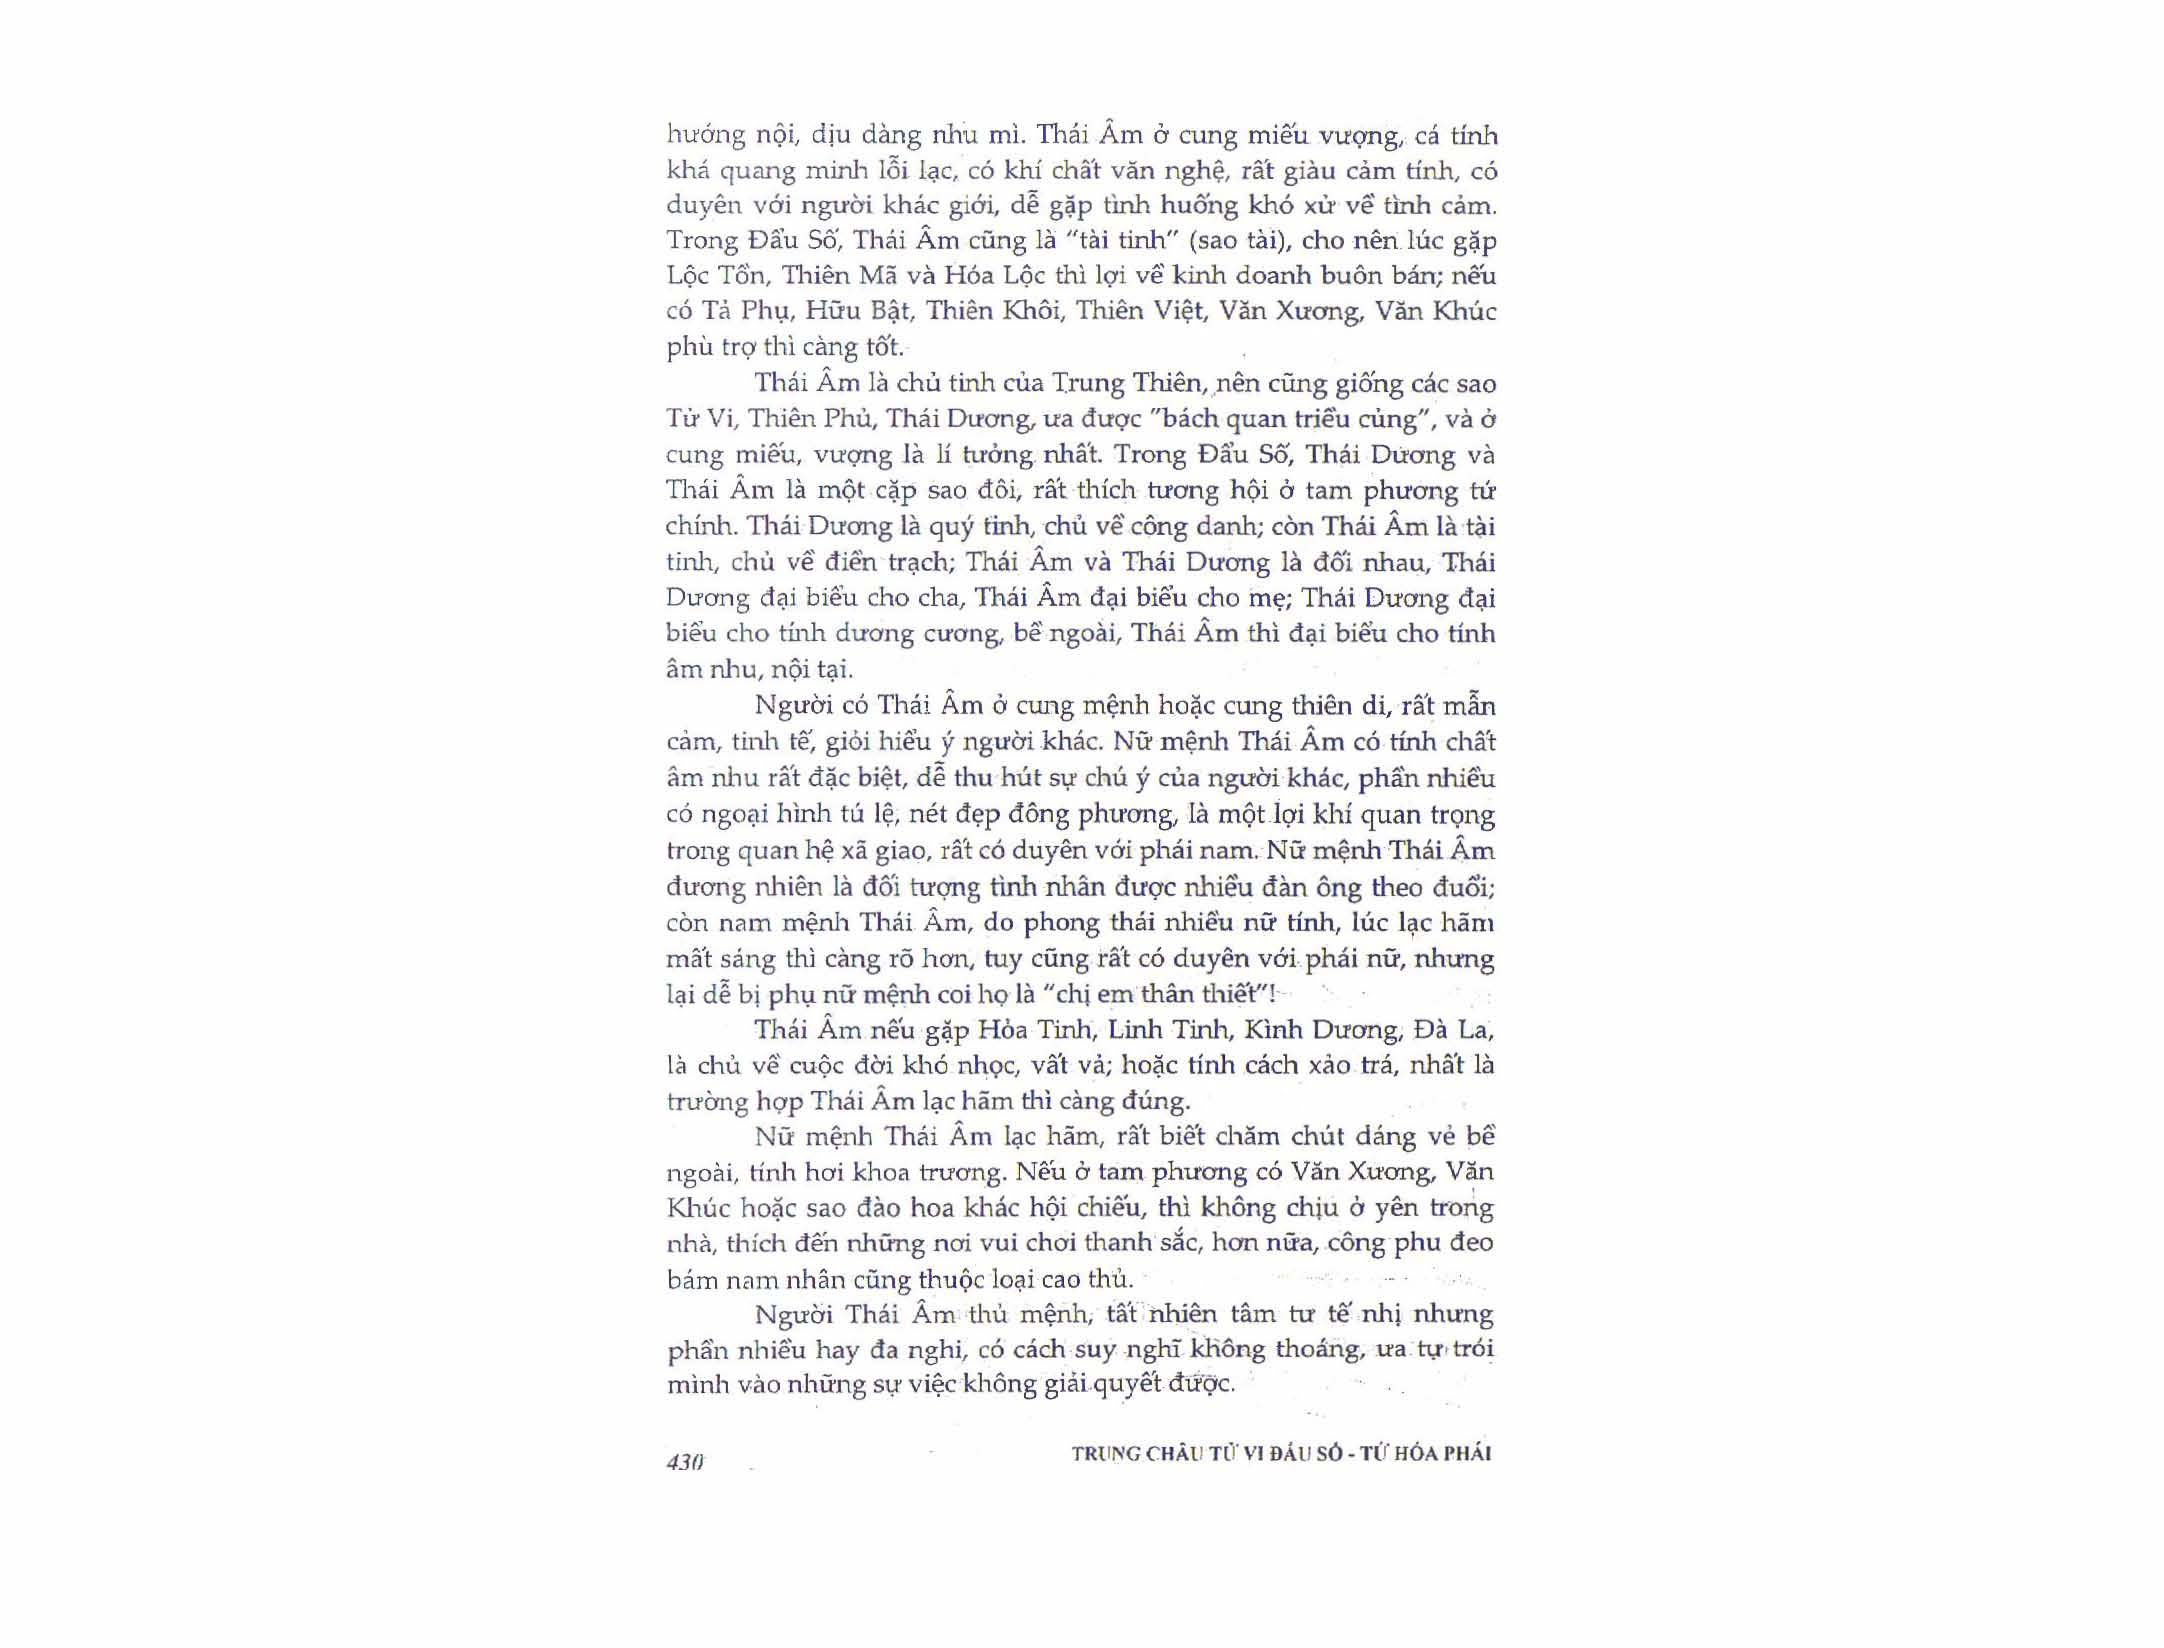 hướng nội, dịu dàng nhu mì. Thái Âm ở cung miếu vượng, cá tính
khá quang minh lỗi lạc, có khí chất văn nghệ, rất giàu cảm tính, có
duyên với người khác giới, dễ gặp tình huống khó xử về tình cảm.
Trong Đẩu Số, Thái Âm cũng là "tài tinh" (sao tài), cho nên lúc gặp
Lộc Tồn, Thiên Mã và Hóa Lộc thì lợi về kinh doanh buôn bán; nếu
có Tả Phụ, Hữu Bật, Thiên Khôi, Thiên Việt, Văn Xương, Văn Khúc
phù trợ thì càng tốt.
Thái Âm là chủ tinh của Trung Thiên, nên cũng giống các sao
Tử Vi, Thiên Phủ, Thái Dương, ưa được "bách quan triều củng", và ở
cung miếu, vượng là lí tưởng nhất. Trong Đẩu Số, Thái Dương và
Thái Âm là một cặp sao đôi, rất thích tương hội ở tam phương tứ
chính. Thái Dương là quý tinh, chủ về công danh; còn Thái Âm là tài
tinh, chủ về điền trạch; Thái Âm và Thái Dương là đối nhau, Thái
Dương đại biểu cho cha, Thái Âm đại biểu cho mẹ; Thái Dương đại
biểu cho tính dương cương, bề ngoài, Thái Âm thì đại biểu cho tính
âm nhu, nội tại.
Người có Thái Âm ở cung mệnh hoặc cung thiên di, rất mẫn
cảm, tinh tế, giỏi hiểu ý người khác. Nữ mệnh Thái Âm có tính chất
âm nhu rất đặc biệt, dễ thu hút sự chú ý của người khác, phần nhiều
có ngoại hình tú lệ, nét đẹp đông phương, là một lợi khí quan trọng
trong quan hệ xã giao, rất có duyên với phái nam. Nữ mệnh Thái Âm
đương nhiên là đối tượng tình nhân được nhiều đàn ông theo đuổi;
còn nam mệnh Thái Âm, do phong thái nhiều nữ tính, lúc lạc hãm
mất sáng thì càng rõ hơn, tuy cũng rất có duyên với phái nữ, nhưng
lại dễ bị phụ nữ mệnh coi họ là "chị em thân thiết"!
Thái Âm nếu gặp Hỏa Tinh, Linh Tinh, Kình Dương, Đà La,
là chủ về cuộc đời khó nhọc, vất vả; hoặc tính cách xảo trá, nhất là
trường hợp Thái Âm lạc hãm thì càng đúng.
Nữ mệnh Thái Âm lạc hãm, rất biết chăm chút dáng vẻ bề
ngoài, tính hơi khoa trương. Nếu ở tam phương có Văn Xương, Văn
Khúc hoặc sao đào hoa khác hội chiếu, thì không chịu ở yên trong
nhà, thích đến những nơi vui chơi thanh sắc, hơn nữa, công phu đeo
bám nam nhân cũng thuộc loại cao thủ.
Người Thái Âm thủ mệnh, tất nhiên tâm tư tế nhị nhưng
phần nhiều hay đa nghi, có cách suy nghĩ không thoáng, ưa tự trói
mình vào những sự việc không giải quyết được.
430 TRUNG CHÂU TỬ VI ĐẨU SỐ - TỨ HÓA PHÁI